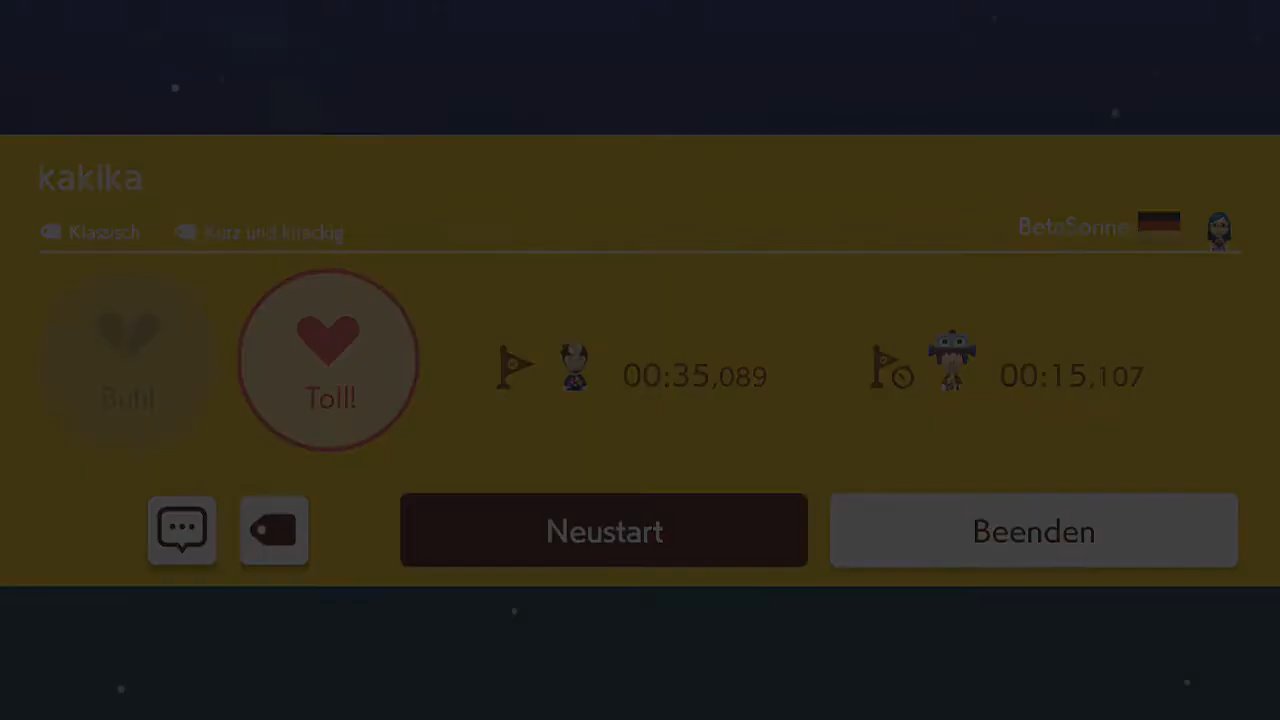 kakika
Klassisch
Kurz und knackig
BetaSonne
Buh!
Toll!
00:35,089
00:15,107
Neustart
Beenden